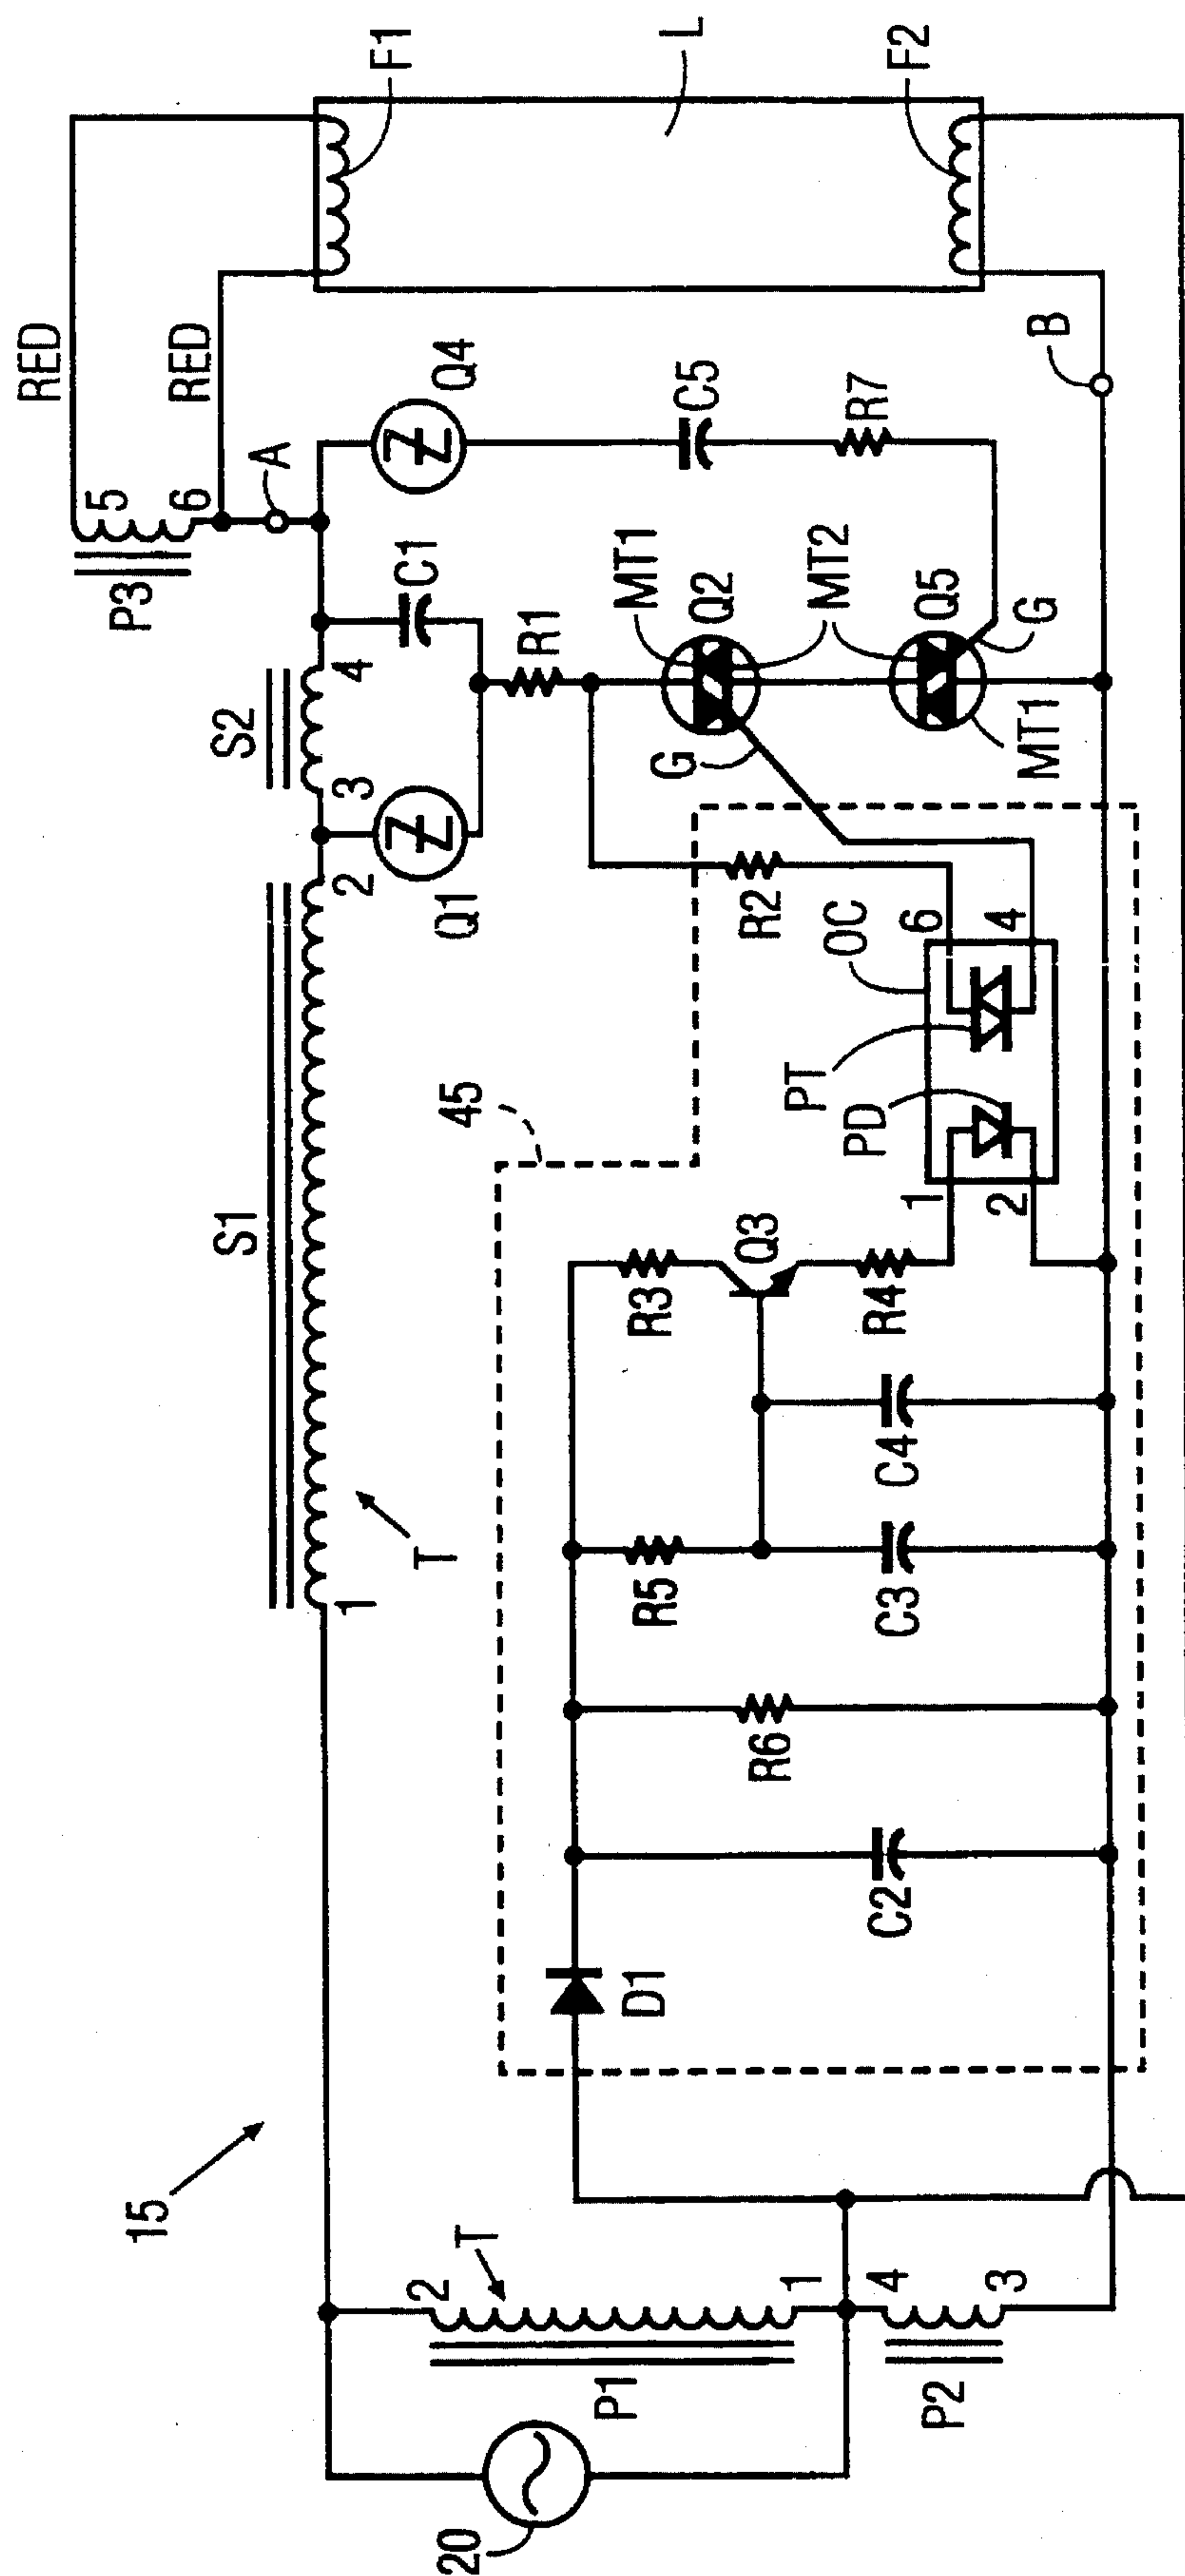 15
20
P1
T
2
1
P2
4
3
S1
T
1
2
S2
3
4
P3
5
6
RED
RED
A
F1
L
F2
B
Q1
C1
R1
Q4
C5
R7
MT1
Q2
G
MT2
Q5
G
MT1
45
D1
C2
R6
R5
C3
C4
R3
Q3
R4
R2
OC
PT
PD
1
2
6
4